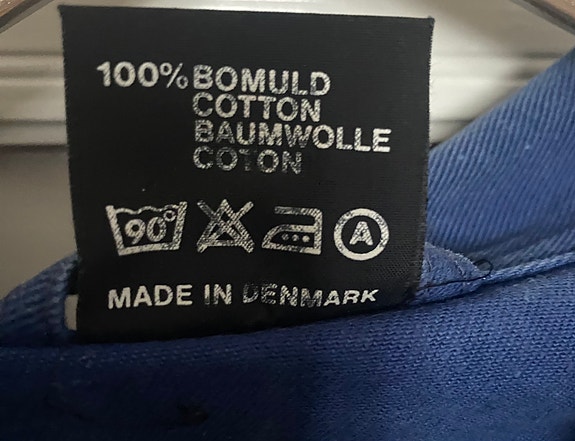 100% BOMULD
COTTON
BAUMWOLLE
COTON
90° A
MADE IN DENMARK